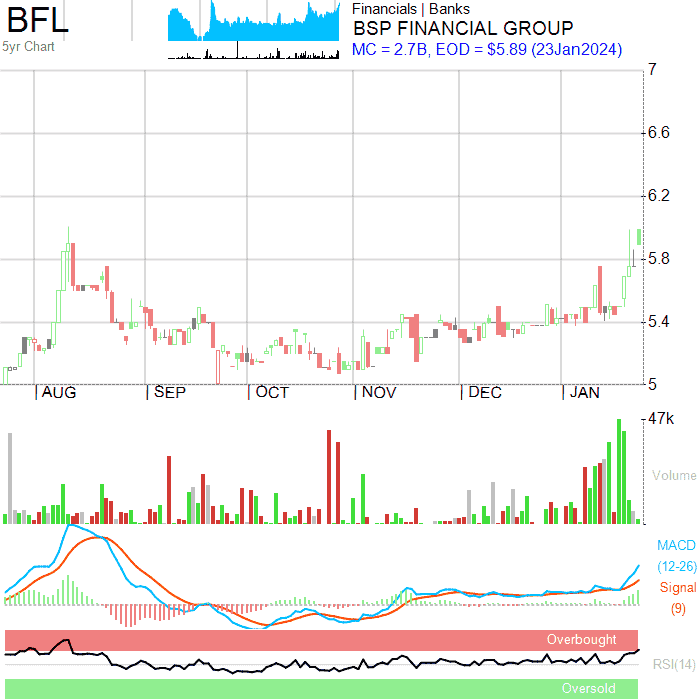 BFL
5yr Chart
Financials | Banks
BSP FINANCIAL GROUP
MC = 2.7B, EOD = $5.89 (23Jan2024)
7
6.6
6.2
5.8
5.4
5
| AUG | SEP | OCT | NOV | DEC | JAN
47k
Volume
MACD
(12-26)
Signal
(9)
Overbought
RSI(14)
Oversold